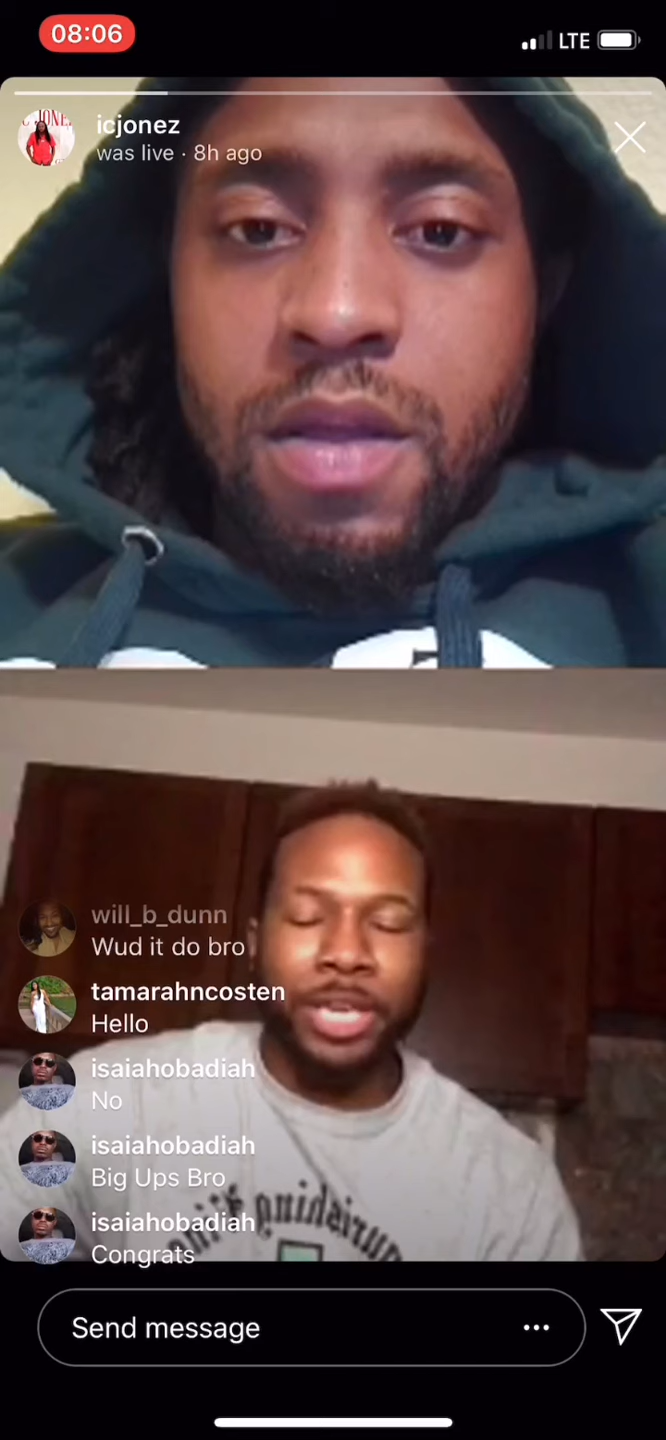 08:06
LTE
icjonez
was live · 8h ago
will_b_dunn
Wud it do bro
tamarahncosten
Hello
isaiahobadiah
No
isaiahobadiah
Big Ups Bro
isaiahobadiah
Congrats
Send message